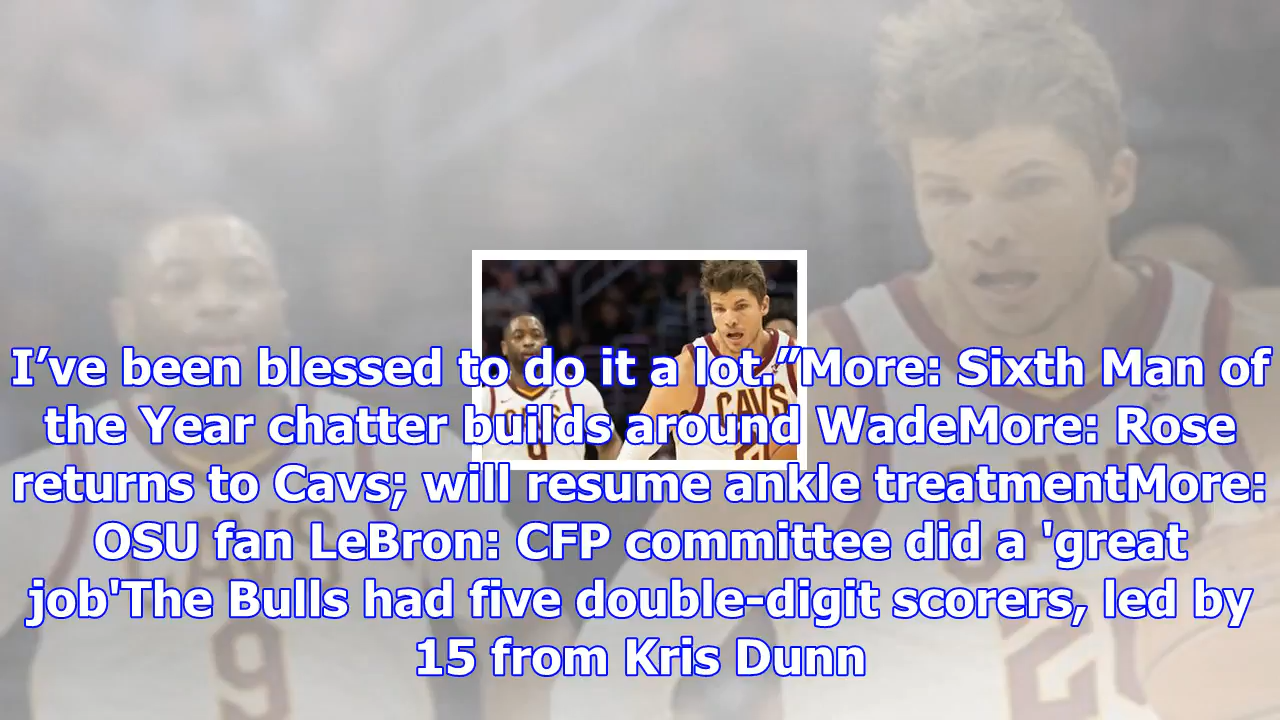 I’ve been blessed to do it a lot.”More: Sixth Man of
the Year chatter builds around WadeMore: Rose
returns to Cavs; will resume ankle treatmentMore:
OSU fan LeBron: CFP committee did a 'great
job'The Bulls had five double-digit scorers, led by
15 from Kris Dunn
CAVS
9